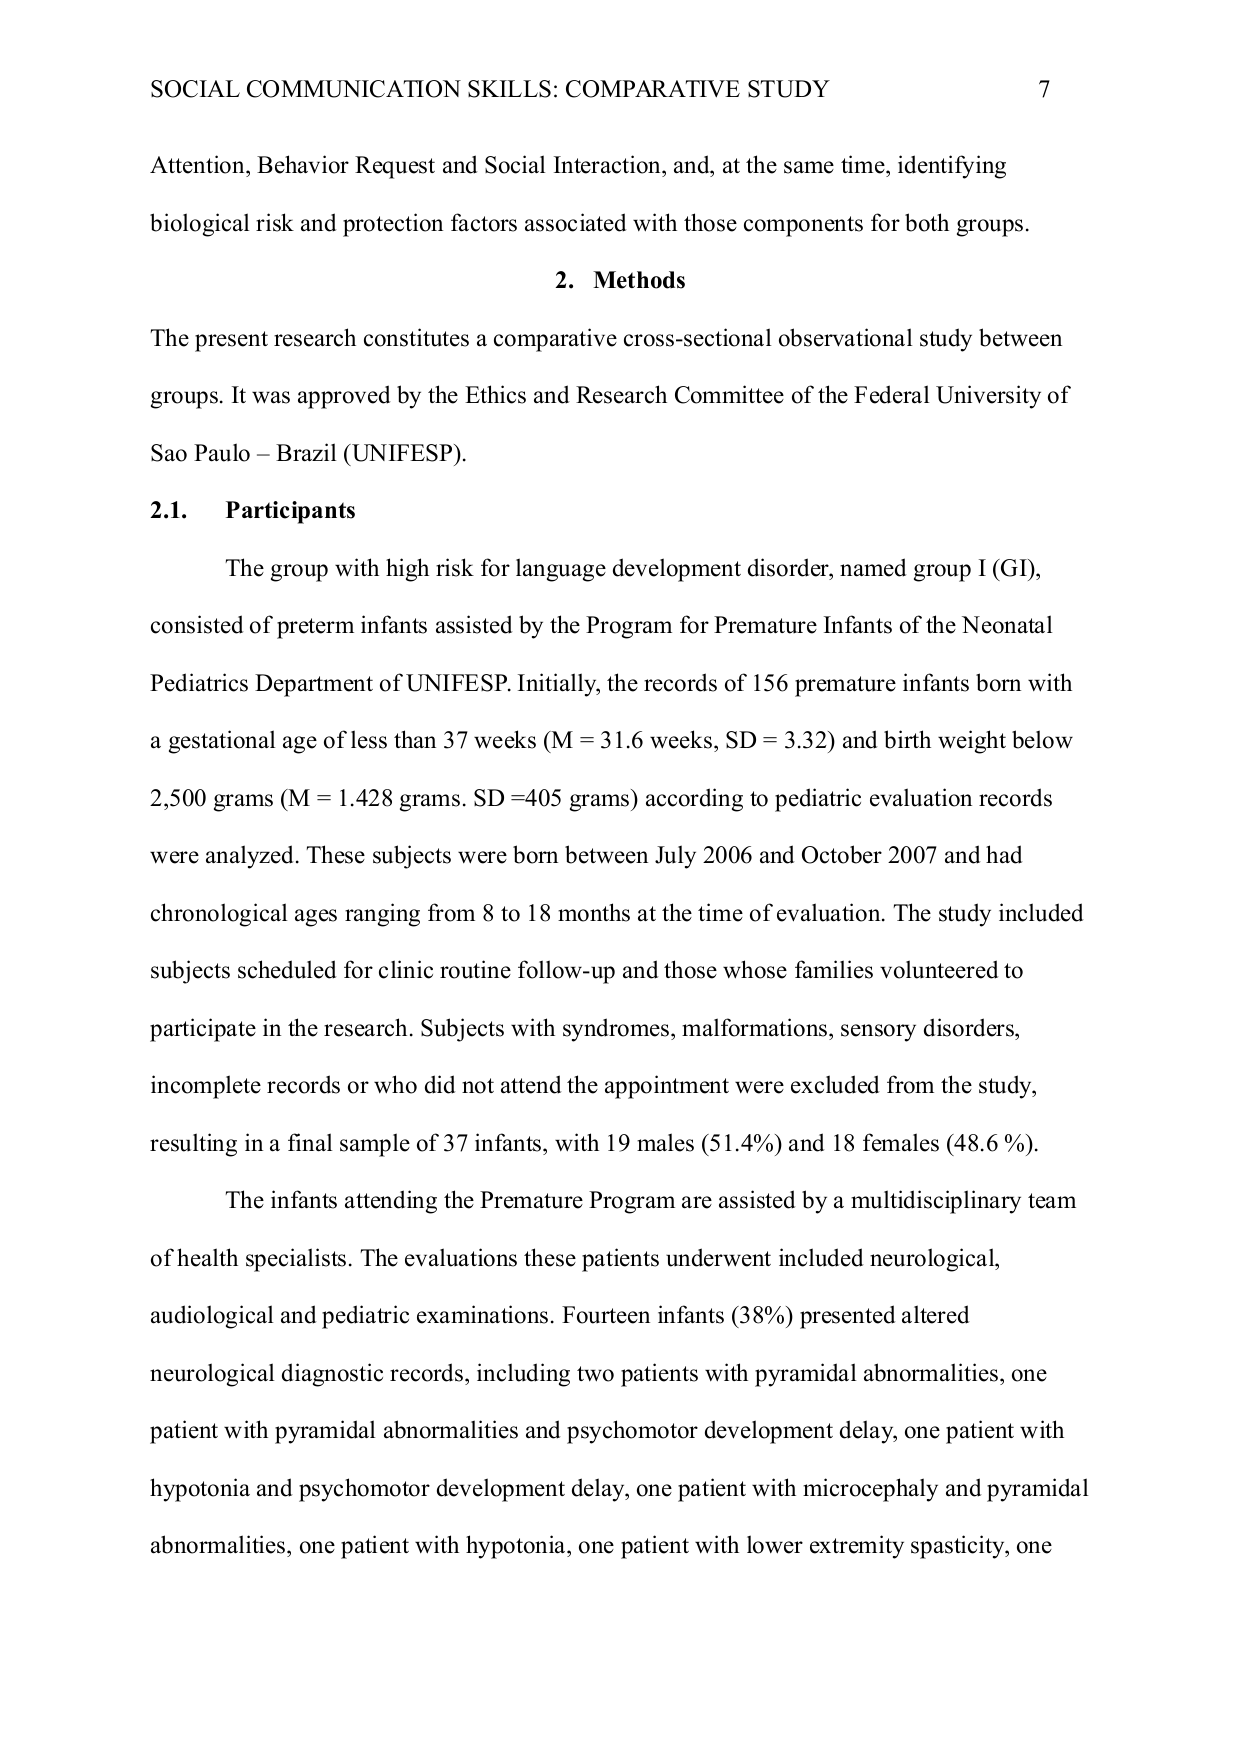 SOCIAL COMMUNICATION SKILLS: COMPARATIVE STUDY 7
Attention, Behavior Request and Social Interaction, and, at the same time, identifying
biological risk and protection factors associated with those components for both groups.
2. Methods
The present research constitutes a comparative cross-sectional observational study between
groups. It was approved by the Ethics and Research Committee of the Federal University of
Sao Paulo – Brazil (UNIFESP).
2.1. Participants
The group with high risk for language development disorder, named group I (GI),
consisted of preterm infants assisted by the Program for Premature Infants of the Neonatal
Pediatrics Department of UNIFESP. Initially, the records of 156 premature infants born with
a gestational age of less than 37 weeks (M = 31.6 weeks, SD = 3.32) and birth weight below
2,500 grams (M = 1.428 grams. SD =405 grams) according to pediatric evaluation records
were analyzed. These subjects were born between July 2006 and October 2007 and had
chronological ages ranging from 8 to 18 months at the time of evaluation. The study included
subjects scheduled for clinic routine follow-up and those whose families volunteered to
participate in the research. Subjects with syndromes, malformations, sensory disorders,
incomplete records or who did not attend the appointment were excluded from the study,
resulting in a final sample of 37 infants, with 19 males (51.4%) and 18 females (48.6 %).
The infants attending the Premature Program are assisted by a multidisciplinary team
of health specialists. The evaluations these patients underwent included neurological,
audiological and pediatric examinations. Fourteen infants (38%) presented altered
neurological diagnostic records, including two patients with pyramidal abnormalities, one
patient with pyramidal abnormalities and psychomotor development delay, one patient with
hypotonia and psychomotor development delay, one patient with microcephaly and pyramidal
abnormalities, one patient with hypotonia, one patient with lower extremity spasticity, one